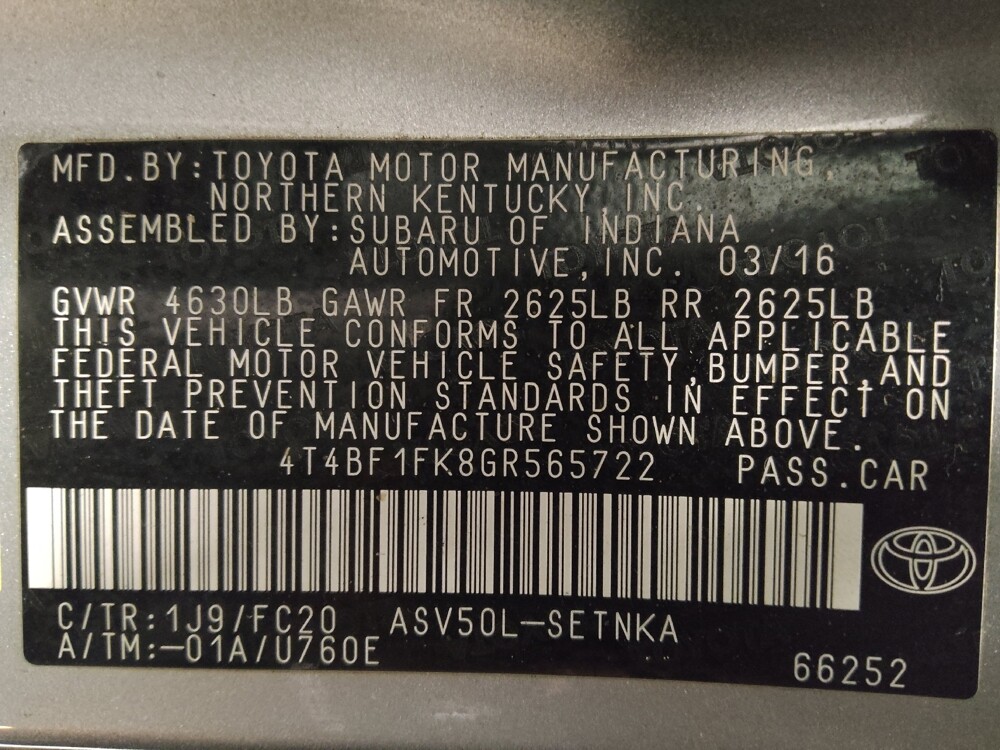 MFD.BY:TOYOTA MOTOR MANUFACTURING,
NORTHERN KENTUCKY,INC.
ASSEMBLED BY:SUBARU OF INDIANA
AUTOMOTIVE,INC. 03/16
GVWR 4630LB GAWR FR 2625LB RR 2625LB
THIS VEHICLE CONFORMS TO ALL APPLICABLE
FEDERAL MOTOR VEHICLE SAFETY,BUMPER,AND
THEFT PREVENTION STANDARDS IN EFFECT ON
THE DATE OF MANUFACTURE SHOWN ABOVE.
4T4BF1FK8GR565722 PASS.CAR
C/TR:1J9/FC20 ASV50L-SETNKA
A/TM:-01A/U760E
66252